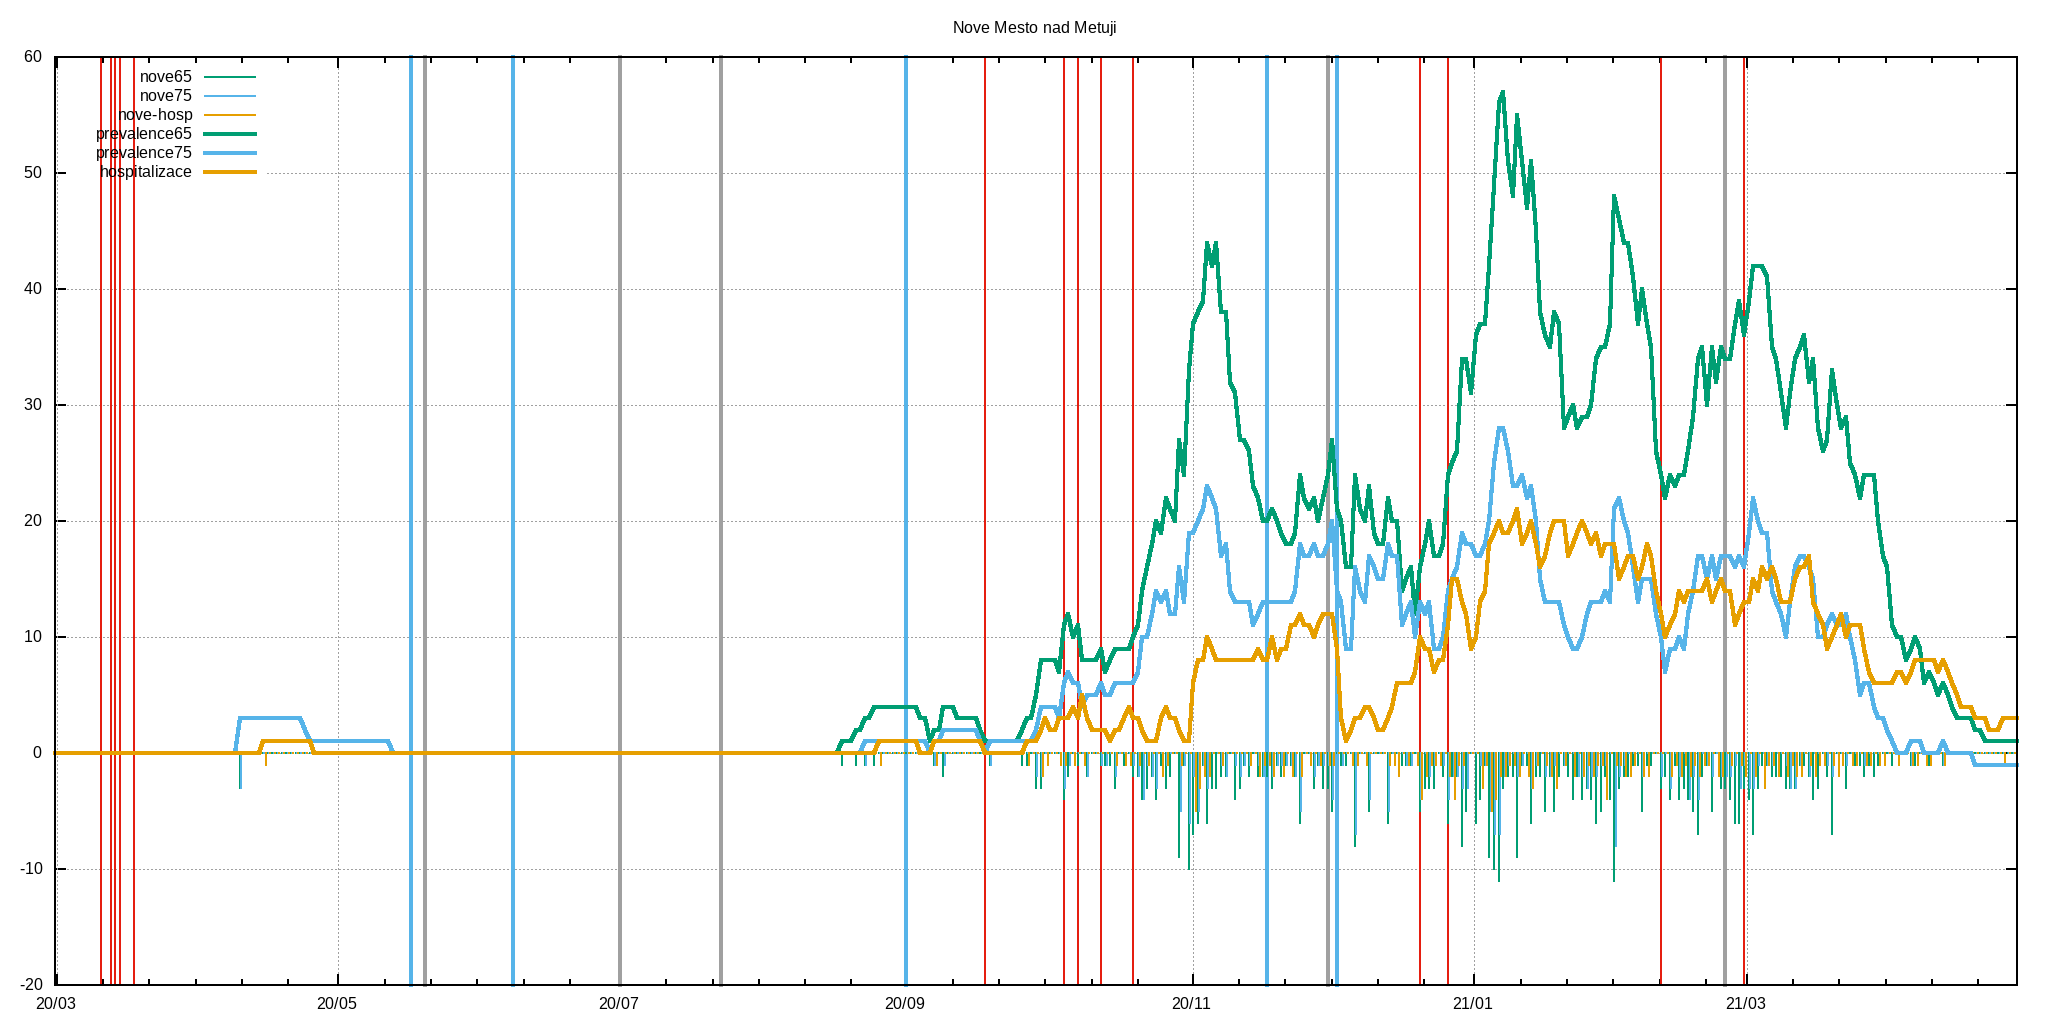 Nove Mesto nad Metuji
60
50
40
30
20
10
0
-10
-20
nove65
nove75
nove-hosp
prevalence65
prevalence75
hospitalizace
20/03 20/05 20/07 20/09 20/11 21/01 21/03